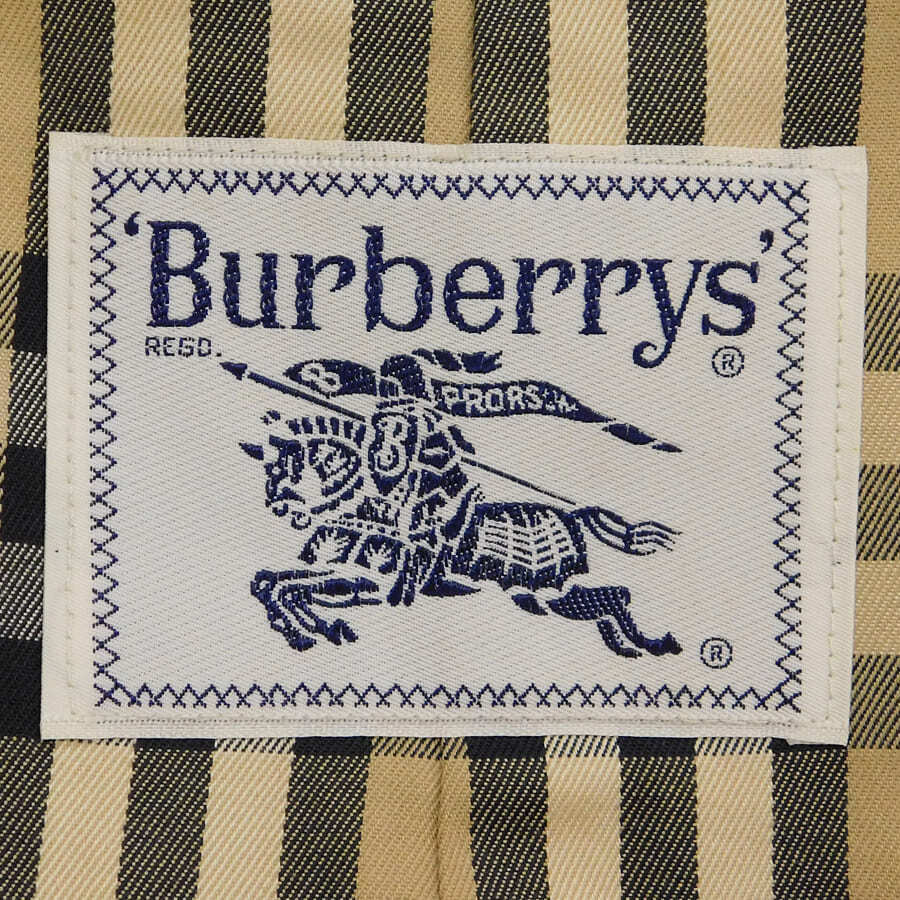 ‘Burberrys’
REGD. ®
B
PRORSUM
B
®